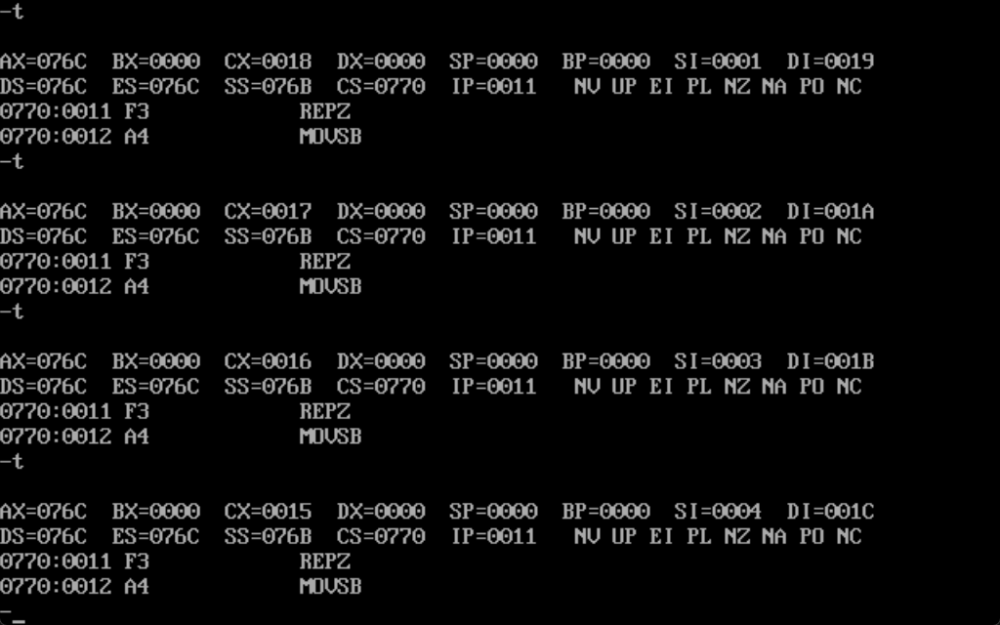 -t
AX=076C BX=0000 CX=0018 DX=0000 SP=0000 BP=0000 SI=0001 DI=0019
DS=076C ES=076C SS=076B CS=0770 IP=0011 NV UP EI PL NZ NA PO NC
0770:0011 F3 REPZ
0770:0012 A4 MOVSB
-t
AX=076C BX=0000 CX=0017 DX=0000 SP=0000 BP=0000 SI=0002 DI=001A
DS=076C ES=076C SS=076B CS=0770 IP=0011 NV UP EI PL NZ NA PO NC
0770:0011 F3 REPZ
0770:0012 A4 MOVSB
-t
AX=076C BX=0000 CX=0016 DX=0000 SP=0000 BP=0000 SI=0003 DI=001B
DS=076C ES=076C SS=076B CS=0770 IP=0011 NV UP EI PL NZ NA PO NC
0770:0011 F3 REPZ
0770:0012 A4 MOVSB
-t
AX=076C BX=0000 CX=0015 DX=0000 SP=0000 BP=0000 SI=0004 DI=001C
DS=076C ES=076C SS=076B CS=0770 IP=0011 NV UP EI PL NZ NA PO NC
0770:0011 F3 REPZ
0770:0012 A4 MOVSB
-_